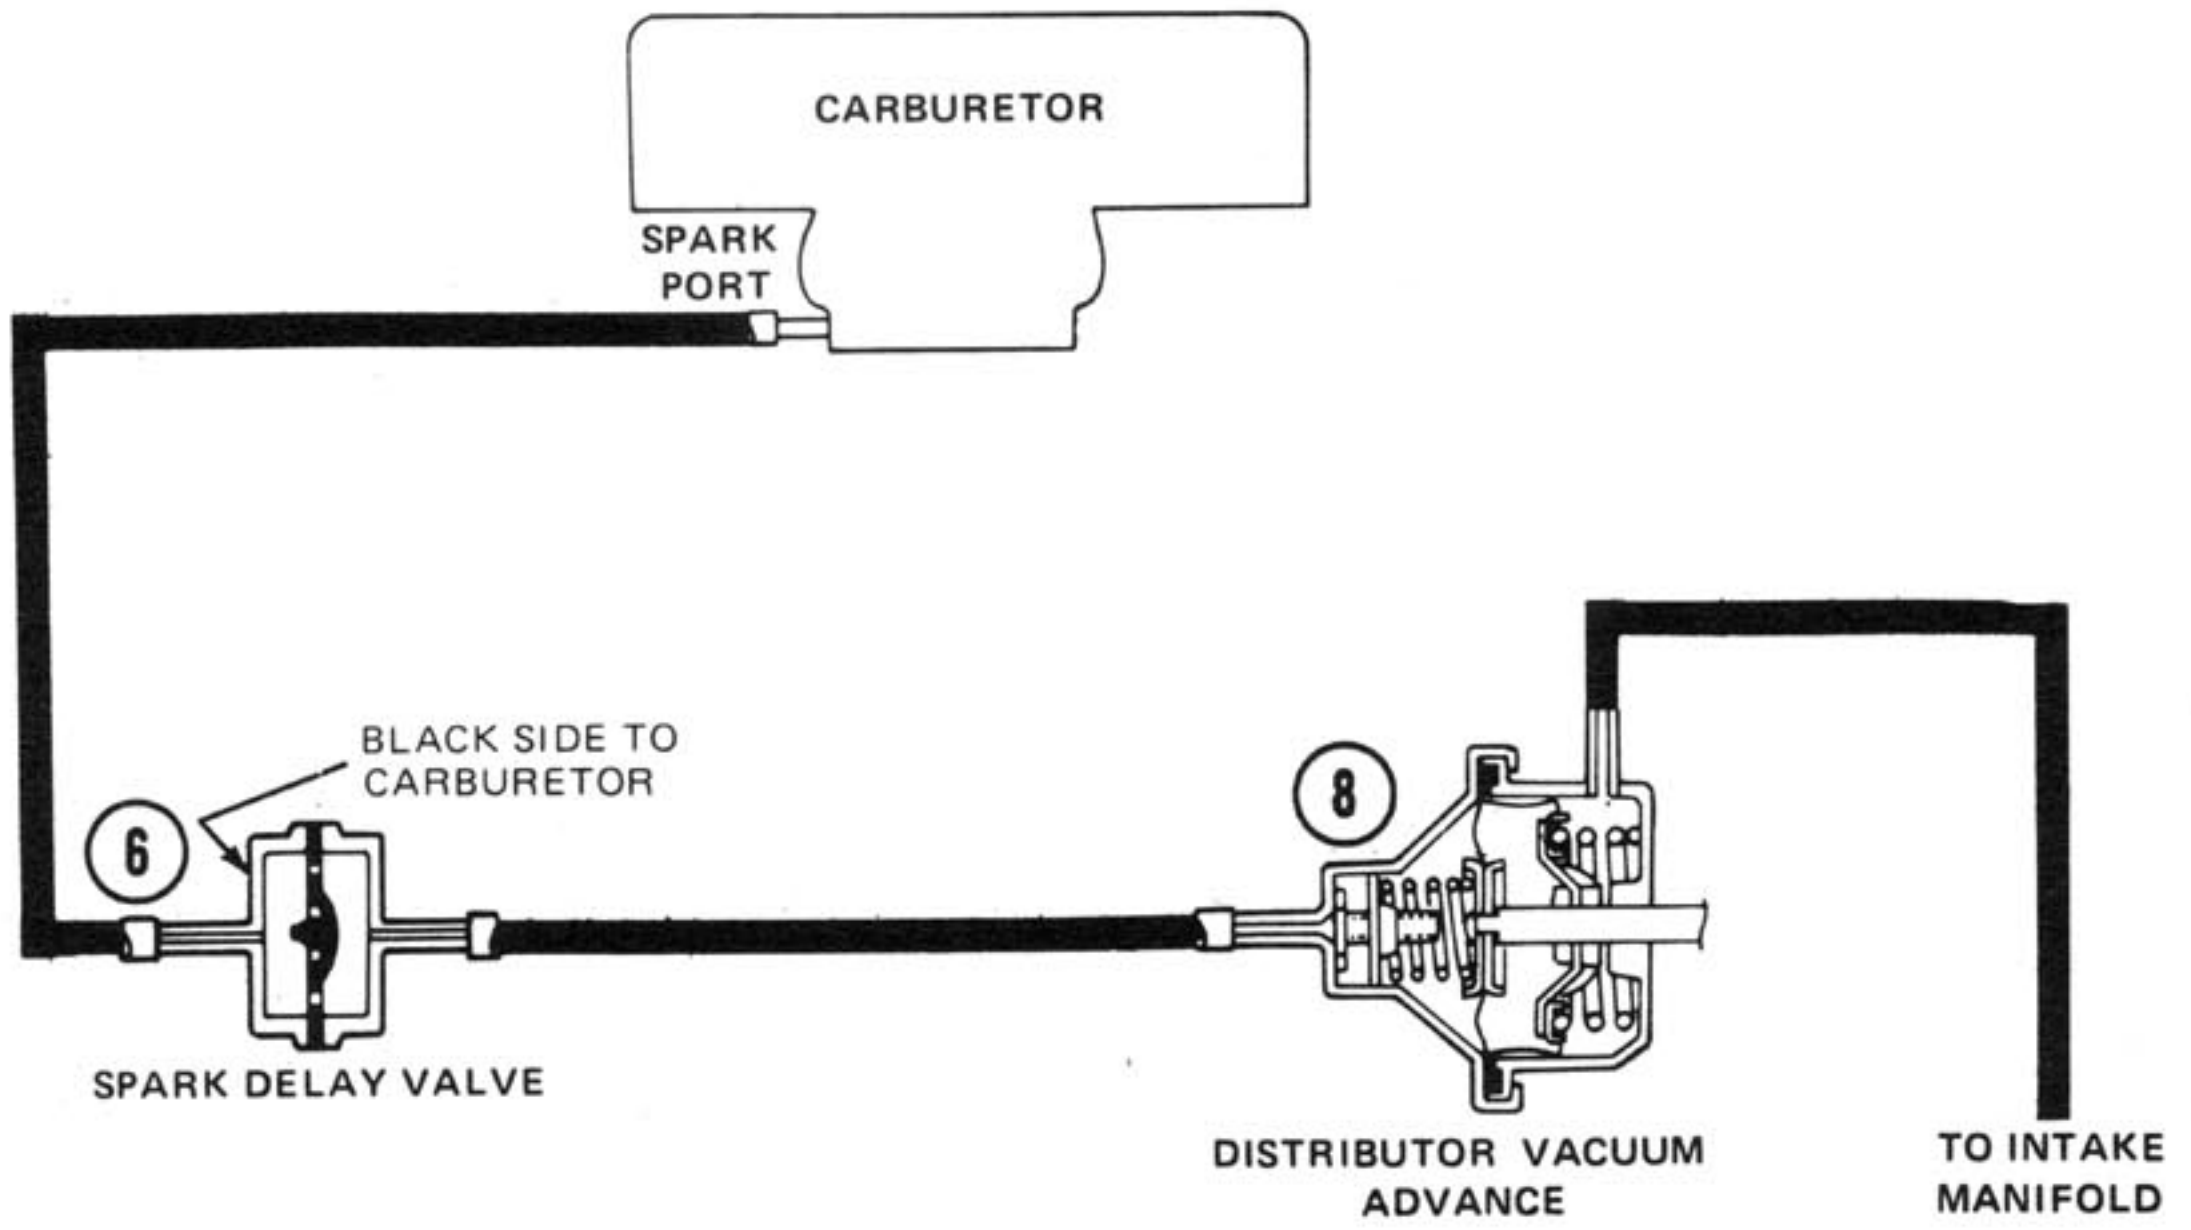 CARBURETOR
SPARK
PORT
BLACK SIDE TO
CARBURETOR
6
8
SPARK DELAY VALVE
DISTRIBUTOR VACUUM
ADVANCE
TO INTAKE
MANIFOLD